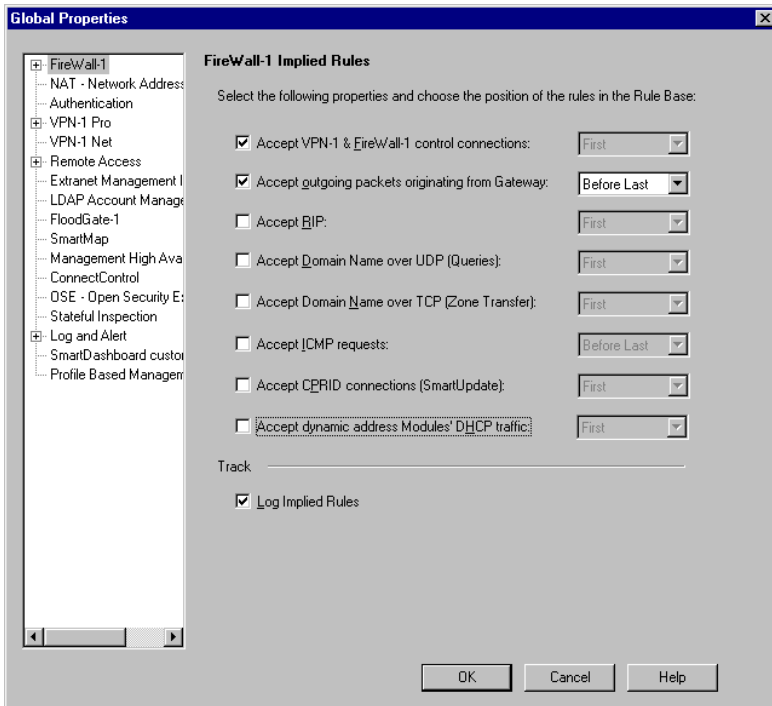 Global Properties
FireWall-1
NAT - Network Address
Authentication
VPN-1 Pro
VPN-1 Net
Remote Access
Extranet Management I
LDAP Account Manage
FloodGate-1
SmartMap
Management High Ava
ConnectControl
OSE - Open Security E
Stateful Inspection
Log and Alert
SmartDashboard custo
Profile Based Managem
FireWall-1 Implied Rules
Select the following properties and choose the position of the rules in the Rule Base:
Accept VPN-1 & FireWall-1 control connections: First
Accept outgoing packets originating from Gateway: Before Last
Accept RIP: First
Accept Domain Name over UDP (Queries): First
Accept Domain Name over TCP (Zone Transfer): First
Accept ICMP requests: Before Last
Accept CPRID connections (SmartUpdate): First
Accept dynamic address Modules' DHCP traffic: First
Track
Log Implied Rules
OK Cancel Help